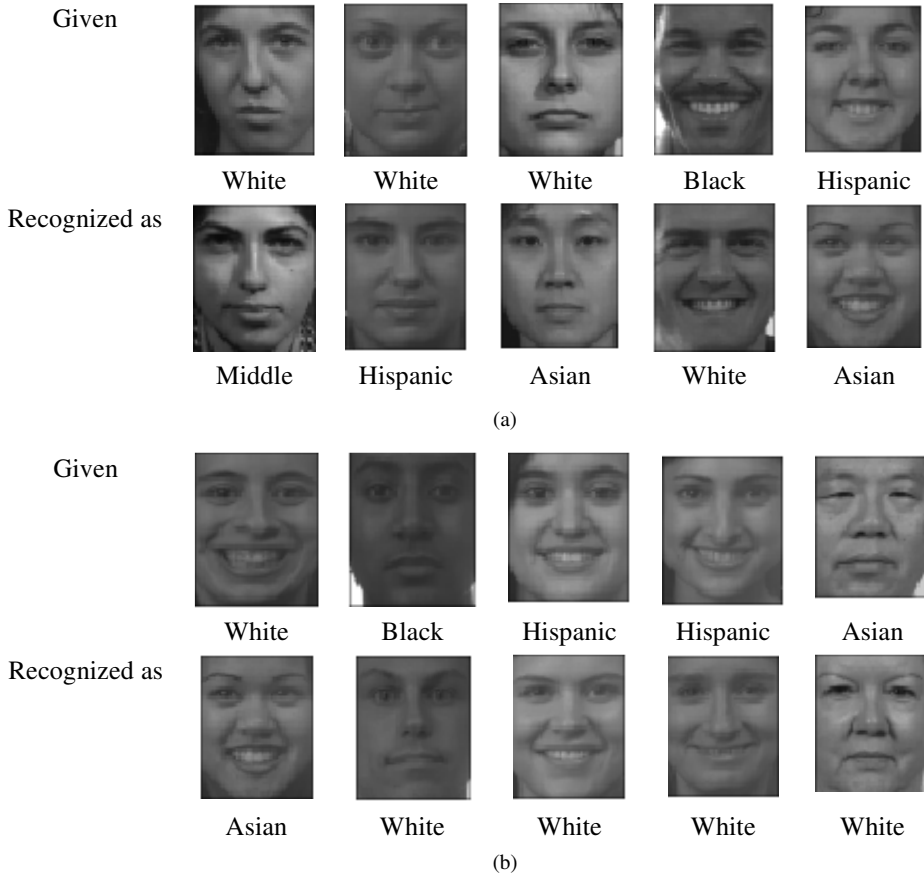 Given
White White White Black Hispanic
Recognized as
Middle Hispanic Asian White Asian
(a)
Given
White Black Hispanic Hispanic Asian
Recognized as
Asian White White White White
(b)